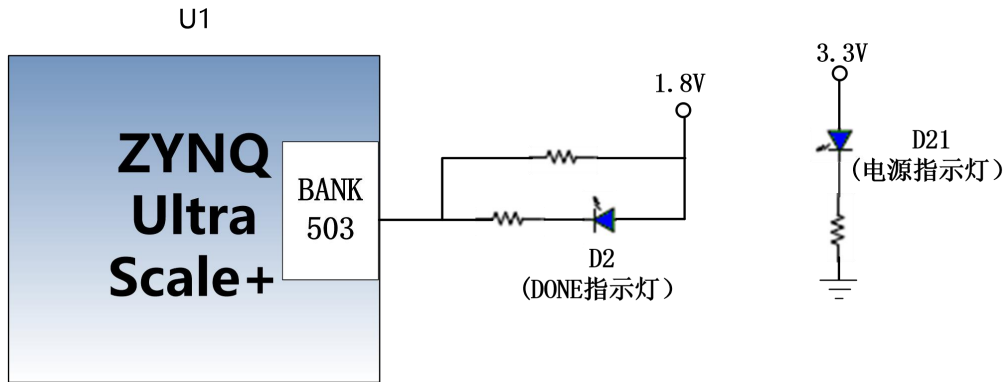 U1
ZYNQ
Ultra
Scale+
BANK
503
1.8V
D2
(DONE指示灯）
3.3V
D21
(电源指示灯)